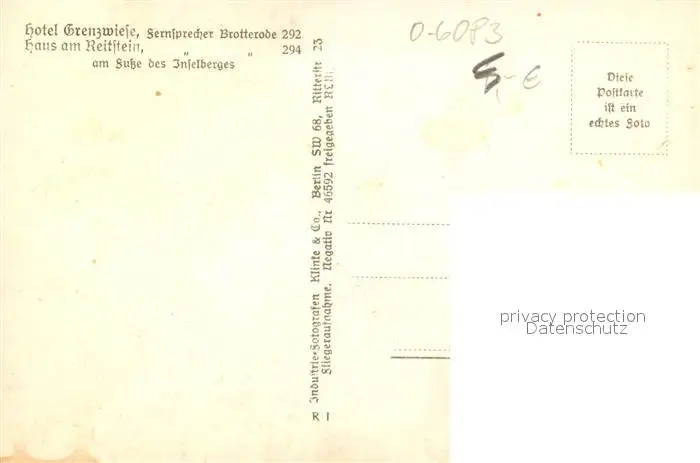 Hotel Grenzwiese, Fernsprecher Brotterode 292
Haus am Reitstein, " " 294
am Fuße des Inselberges
O-6083
5,-€
Diese
Postkarte
ist ein
echtes Foto
Industrie-Fotografen Klinke & Co., Berlin SW 68, Ritterstr 23
Fliegeraufnahme. Negativ Nr 46592 freigegeben RLM.
R I
privacy protection
Datenschutz